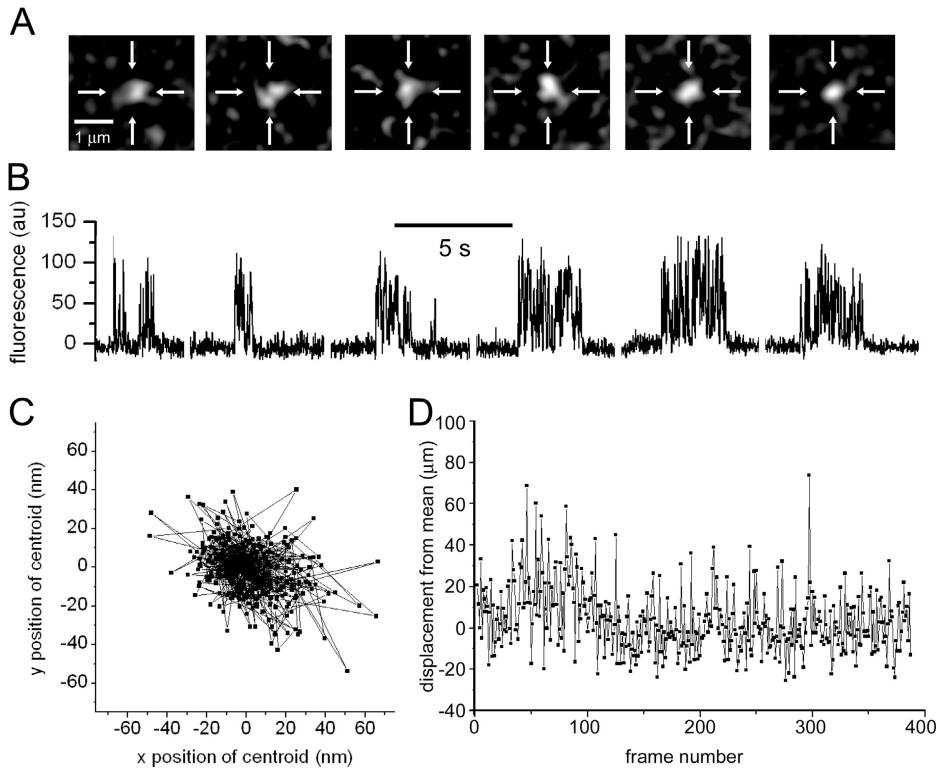 A
1 μm
B
fluorescence (au)
150
100
50
0
5 s
C
y position of centroid (nm)
60
40
20
0
-20
-40
-60
-60 -40 -20 0 20 40 60
x position of centroid (nm)
D
displacement from mean (μm)
100
80
60
40
20
0
-20
-40
0 100 200 300 400
frame number